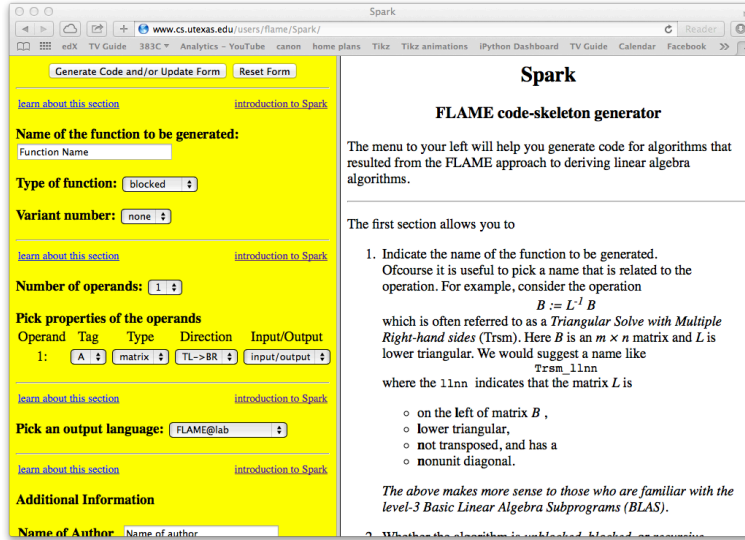 Spark
www.cs.utexas.edu/users/flame/Spark/
Reader
edX TV Guide 383C Analytics - YouTube canon home plans Tikz Tikz animations iPython Dashboard TV Guide Calendar Facebook
Generate Code and/or Update Form Reset Form
learn about this section introduction to Spark
Name of the function to be generated:
Function Name
Type of function: blocked
Variant number: none
learn about this section introduction to Spark
Number of operands: 1
Pick properties of the operands
Operand Tag Type Direction Input/Output
1: A matrix TL->BR input/output
learn about this section introduction to Spark
Pick an output language: FLAME@lab
learn about this section introduction to Spark
Additional Information
Name of Author Name of author
Spark
FLAME code-skeleton generator
The menu to your left will help you generate code for algorithms that
resulted from the FLAME approach to deriving linear algebra
algorithms.
The first section allows you to
1. Indicate the name of the function to be generated.
Ofcourse it is useful to pick a name that is related to the
operation. For example, consider the operation
B := L⁻¹ B
which is often referred to as a Triangular Solve with Multiple
Right-hand sides (Trsm). Here B is an m × n matrix and L is
lower triangular. We would suggest a name like
Trsm_llnn
where the llnn indicates that the matrix L is
on the left of matrix B ,
lower triangular,
not transposed, and has a
nonunit diagonal.
The above makes more sense to those who are familiar with the
level-3 Basic Linear Algebra Subprograms (BLAS).
2. Whether the algorithm is unblocked, blocked, or recursive